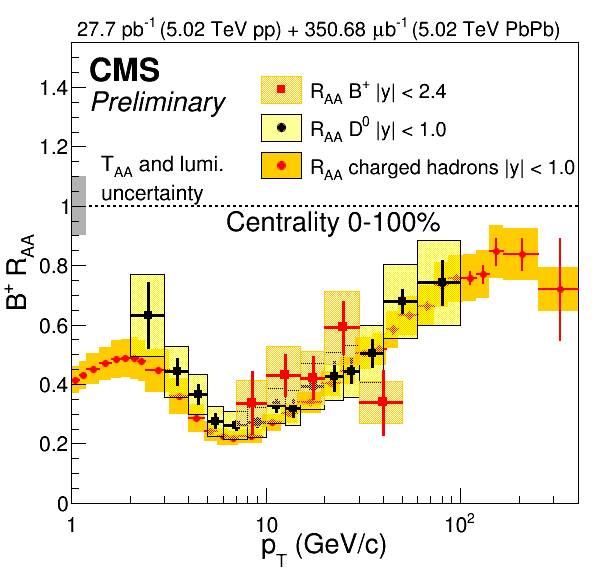 27.7 pb⁻¹ (5.02 TeV pp) + 350.68 μb⁻¹ (5.02 TeV PbPb)
CMS
Preliminary
R_AA B⁺ |y| < 2.4
R_AA D⁰ |y| < 1.0
R_AA charged hadrons |y| < 1.0
T_AA and lumi.
uncertainty
Centrality 0-100%
B⁺ R_AA
1.4
1.2
1
0.8
0.6
0.4
0.2
0
1
10
10²
p_T (GeV/c)